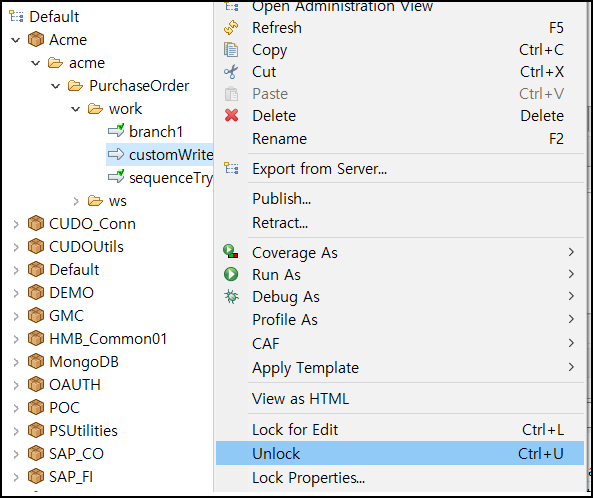 Default
Acme
acme
PurchaseOrder
work
branch1
customWrite
sequenceTry
ws
CUDO_Conn
CUDOUtils
Default
DEMO
GMC
HMB_Common01
MongoDB
OAUTH
POC
PSUtilities
SAP_CO
SAP_FI
Open Administration View
Refresh F5
Copy Ctrl+C
Cut Ctrl+X
Paste Ctrl+V
Delete Delete
Rename F2
Export from Server...
Publish...
Retract...
Coverage As
Run As
Debug As
Profile As
CAF
Apply Template
View as HTML
Lock for Edit Ctrl+L
Unlock Ctrl+U
Lock Properties...